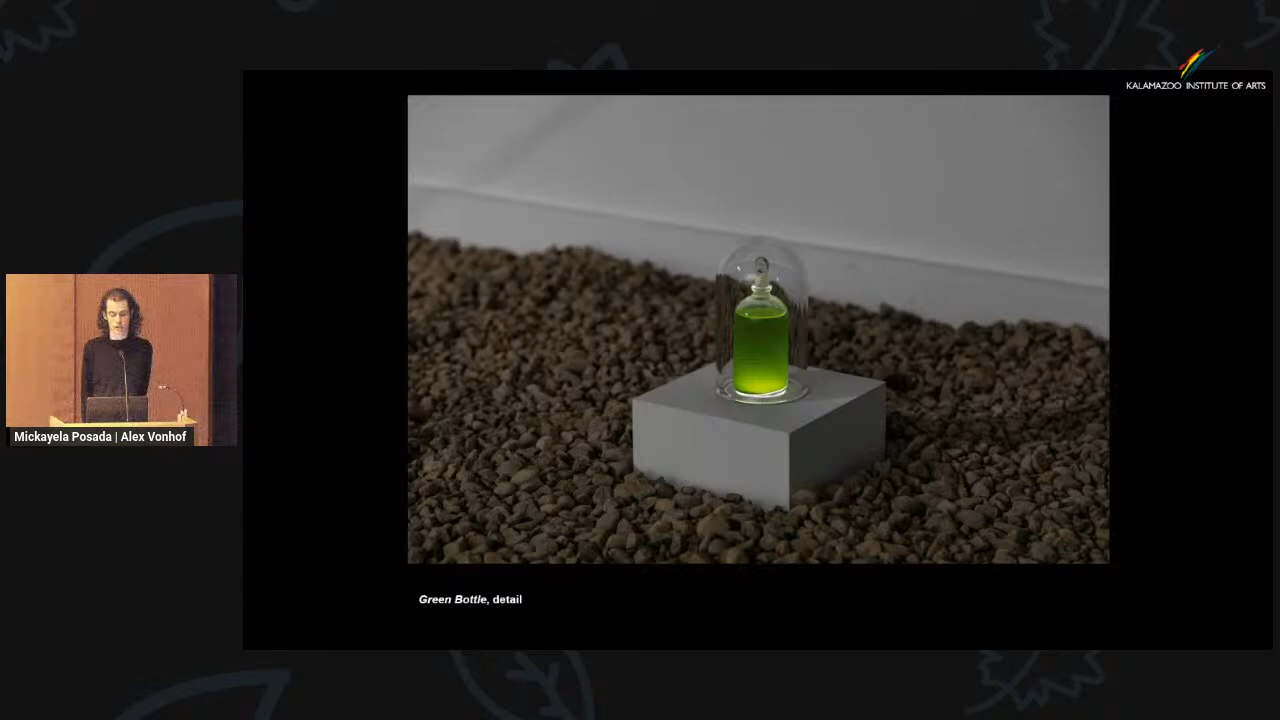 KALAMAZOO INSTITUTE OF ARTS
Mickayela Posada | Alex Vonhof
Green Bottle, detail